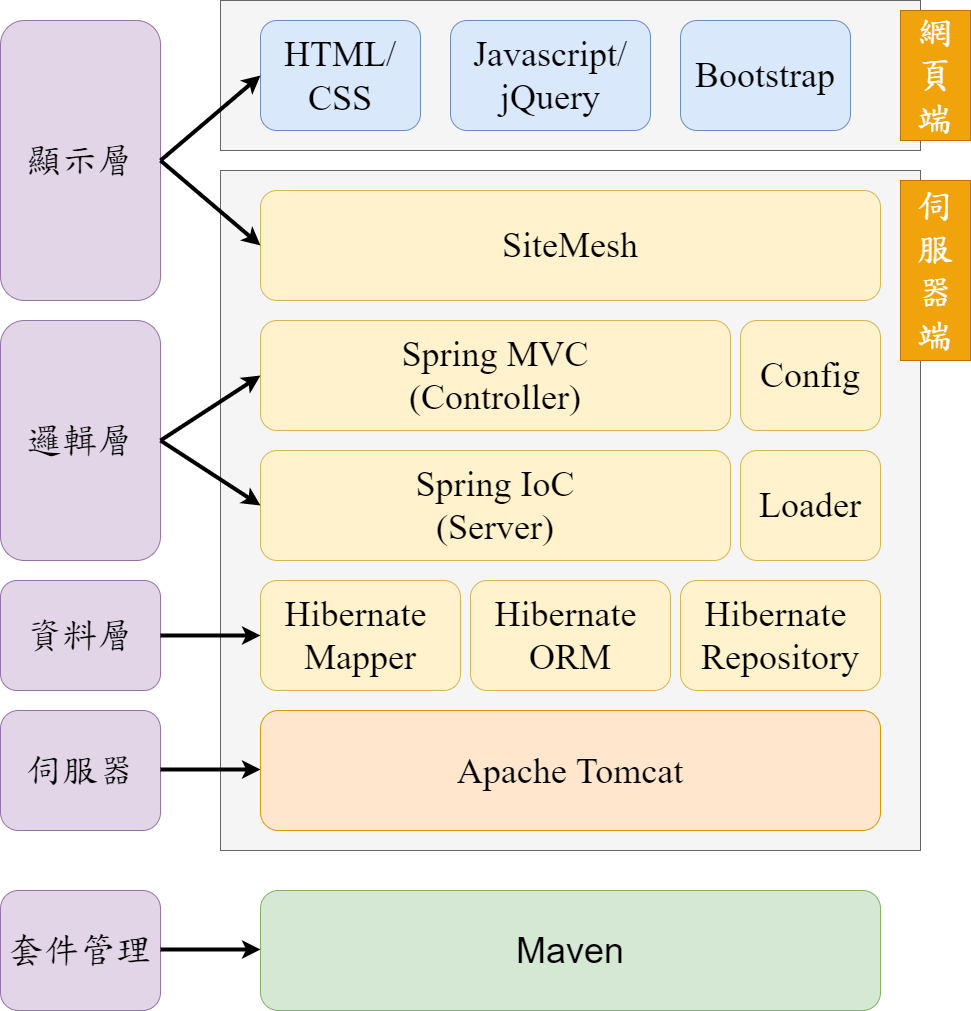 顯示層
HTML/
CSS
Javascript/
jQuery
Bootstrap
網
頁
端
SiteMesh
伺
服
器
端
邏輯層
Spring MVC
(Controller)
Config
Spring IoC
(Server)
Loader
資料層
Hibernate
Mapper
Hibernate
ORM
Hibernate
Repository
伺服器
Apache Tomcat
套件管理
Maven